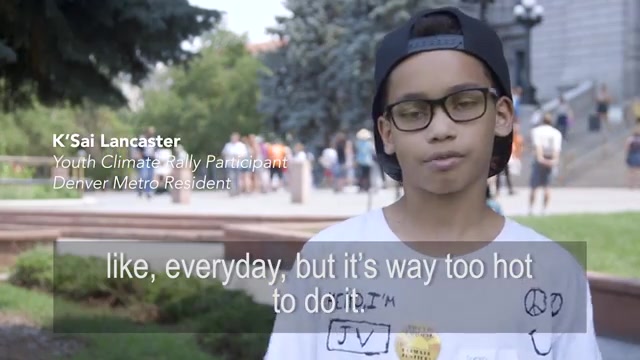 K'Sai Lancaster
Youth Climate Rally Participant
Denver Metro Resident
like, everyday, but it's way too hot
to do it.
I'M
JV